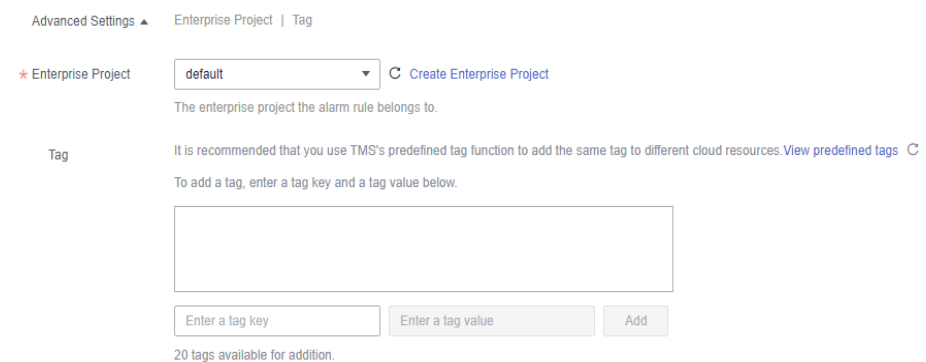 Advanced Settings ▲ Enterprise Project | Tag
* Enterprise Project default Create Enterprise Project
The enterprise project the alarm rule belongs to.
Tag It is recommended that you use TMS's predefined tag function to add the same tag to different cloud resources.View predefined tags
To add a tag, enter a tag key and a tag value below.
Enter a tag key Enter a tag value Add
20 tags available for addition.